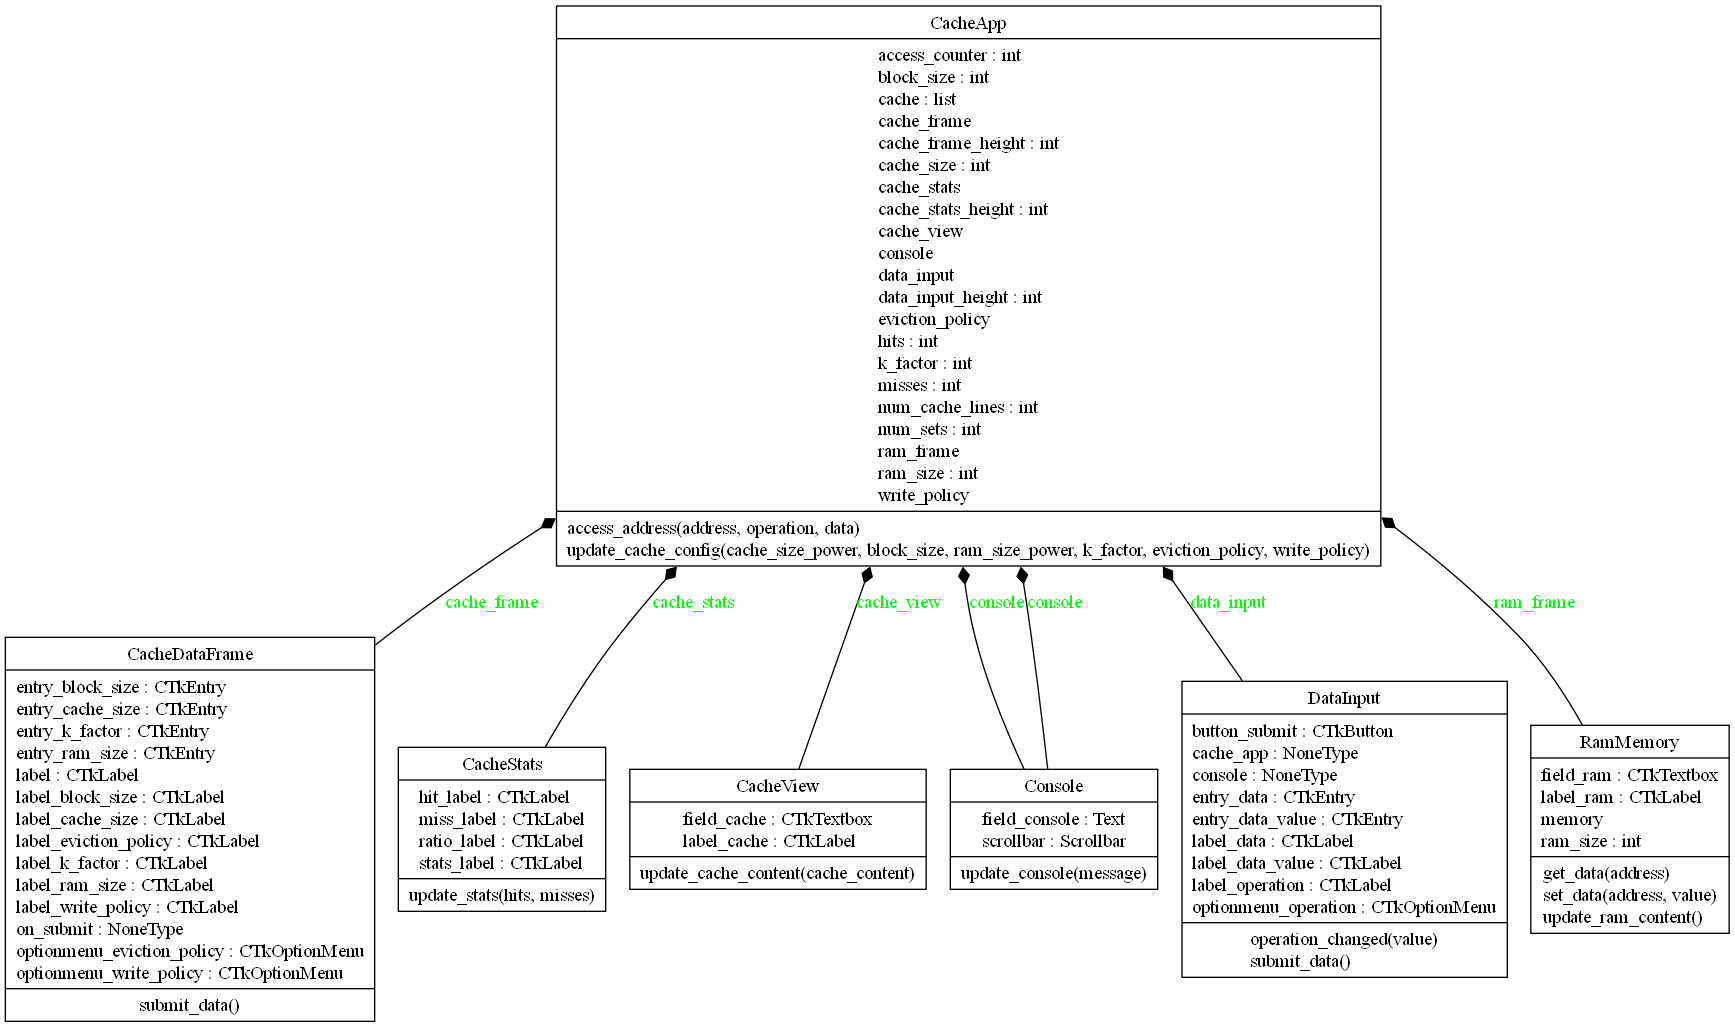 CacheApp
access_counter : int
block_size : int
cache : list
cache_frame
cache_frame_height : int
cache_size : int
cache_stats
cache_stats_height : int
cache_view
console
data_input
data_input_height : int
eviction_policy
hits : int
k_factor : int
misses : int
num_cache_lines : int
num_sets : int
ram_frame
ram_size : int
write_policy
access_address(address, operation, data)
update_cache_config(cache_size_power, block_size, ram_size_power, k_factor, eviction_policy, write_policy)
cache_frame
cache_stats
cache_view
console
console
data_input
ram_frame
CacheDataFrame
entry_block_size : CTkEntry
entry_cache_size : CTkEntry
entry_k_factor : CTkEntry
entry_ram_size : CTkEntry
label : CTkLabel
label_block_size : CTkLabel
label_cache_size : CTkLabel
label_eviction_policy : CTkLabel
label_k_factor : CTkLabel
label_ram_size : CTkLabel
label_write_policy : CTkLabel
on_submit : NoneType
optionmenu_eviction_policy : CTkOptionMenu
optionmenu_write_policy : CTkOptionMenu
submit_data()
CacheStats
hit_label : CTkLabel
miss_label : CTkLabel
ratio_label : CTkLabel
stats_label : CTkLabel
update_stats(hits, misses)
CacheView
field_cache : CTkTextbox
label_cache : CTkLabel
update_cache_content(cache_content)
Console
field_console : Text
scrollbar : Scrollbar
update_console(message)
DataInput
button_submit : CTkButton
cache_app : NoneType
console : NoneType
entry_data : CTkEntry
entry_data_value : CTkEntry
label_data : CTkLabel
label_data_value : CTkLabel
label_operation : CTkLabel
optionmenu_operation : CTkOptionMenu
operation_changed(value)
submit_data()
RamMemory
field_ram : CTkTextbox
label_ram : CTkLabel
memory
ram_size : int
get_data(address)
set_data(address, value)
update_ram_content()